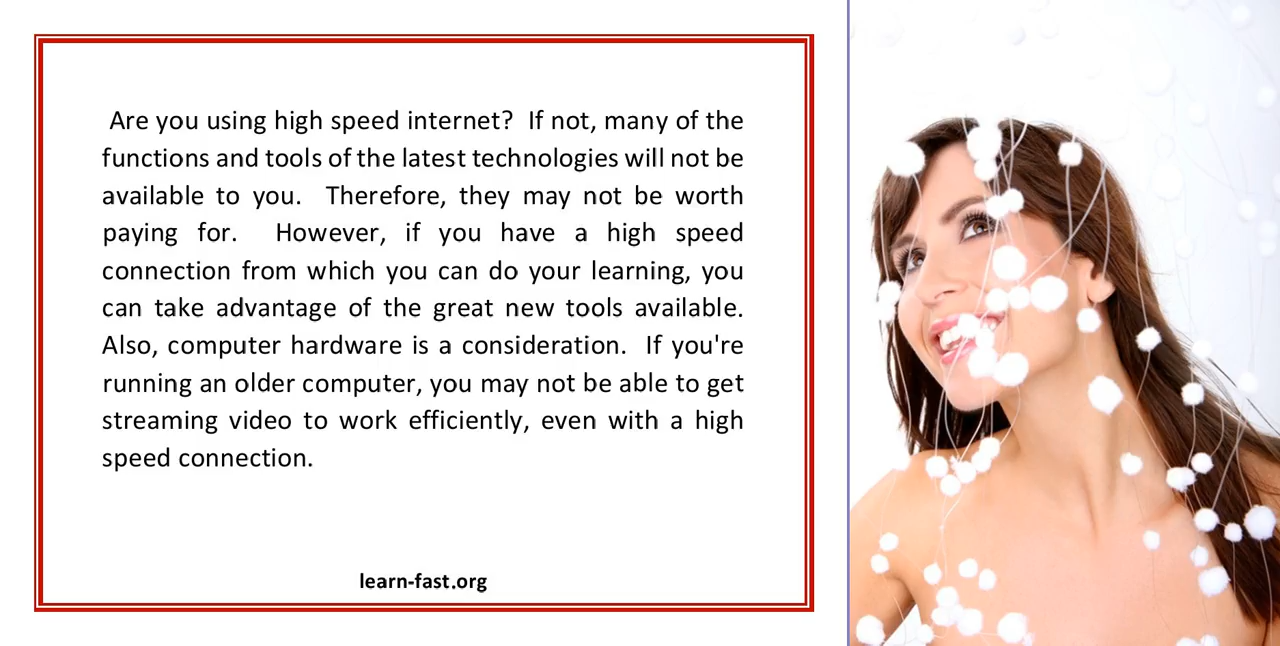 Are you using high speed internet?  If not, many of the
functions and tools of the latest technologies will not be
available to you.  Therefore, they may not be worth
paying for.  However, if you have a high speed
connection from which you can do your learning, you
can take advantage of the great new tools available.
Also, computer hardware is a consideration.  If you're
running an older computer, you may not be able to get
streaming video to work efficiently, even with a high
speed connection.
learn-fast.org